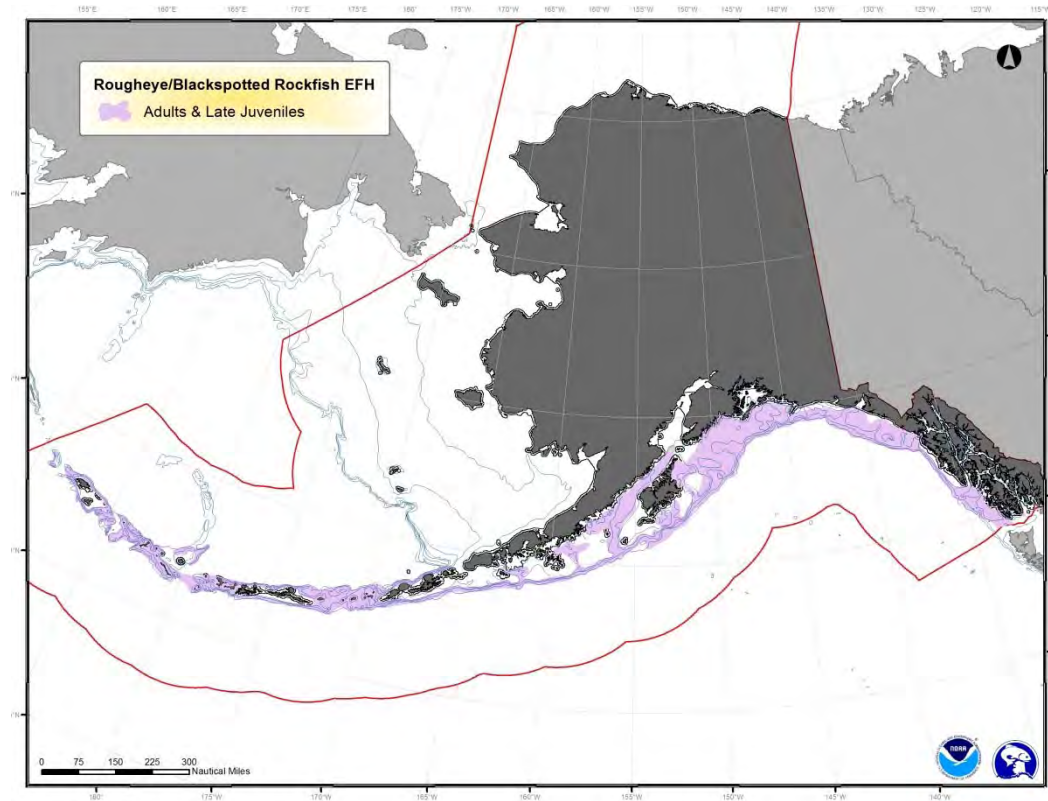 155°E 160°E 165°E 170°E 175°E 180° 175°W 170°W 165°W 160°W 155°W 150°W 145°W 140°W 135°W 130°W 125°W 120°W 115°W
Rougheye/Blackspotted Rockfish EFH
Adults & Late Juveniles
0 75 150 225 300
Nautical Miles
NOAA
180° 175°W 170°W 165°W 160°W 155°W 150°W 145°W 140°W